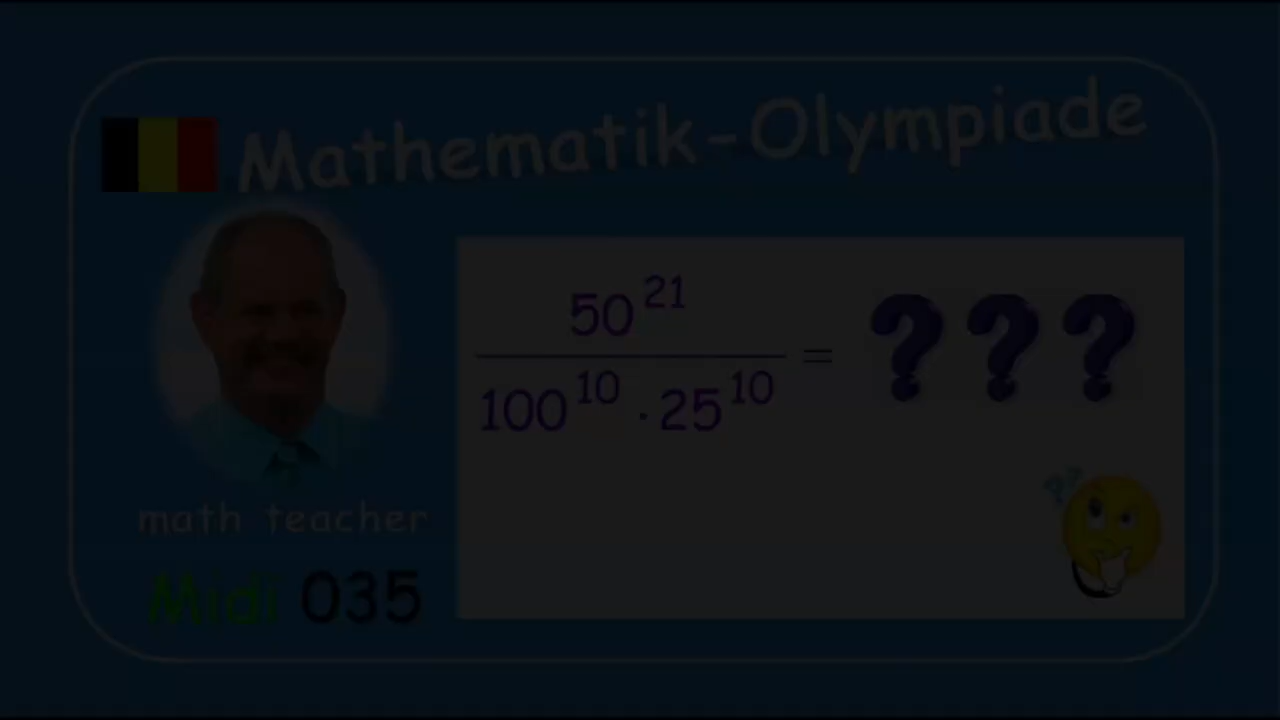 Mathematik-Olympiade
50^21
100^10 · 25^10
= ? ? ?
??
math teacher
Midi 035